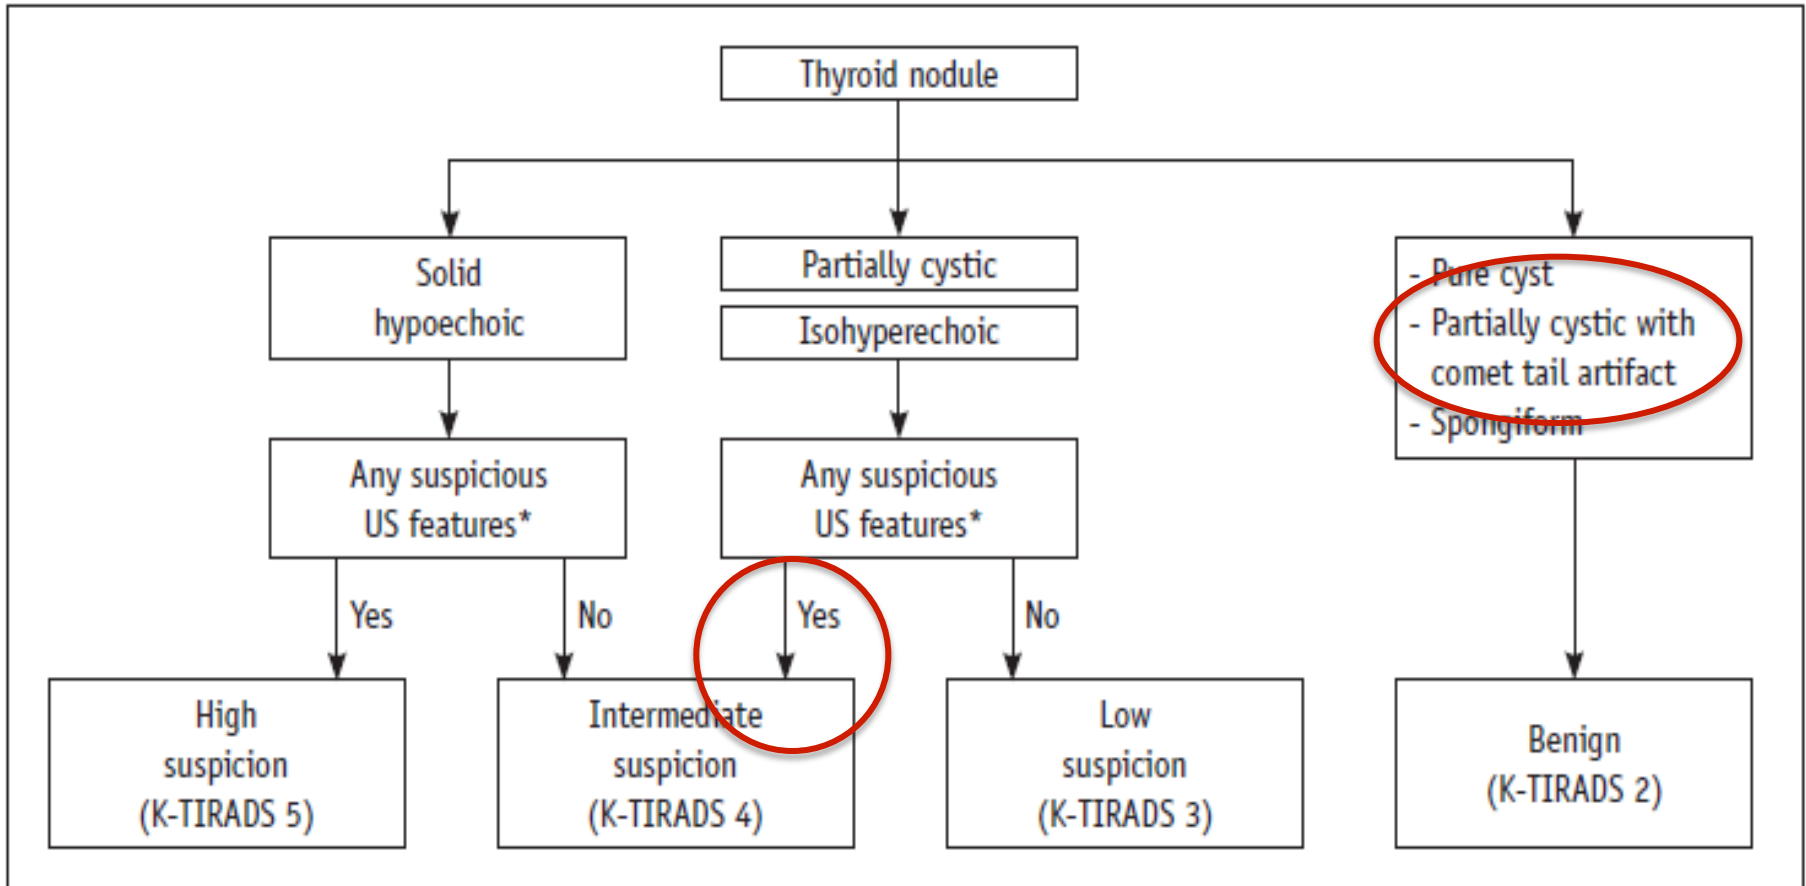 Thyroid nodule
Solid
hypoechoic
Partially cystic
Isohyperechoic
- Pure cyst
- Partially cystic with
comet tail artifact
- Spongiform
Any suspicious
US features*
Any suspicious
US features*
Yes
No
Yes
No
High
suspicion
(K-TIRADS 5)
Intermediate
suspicion
(K-TIRADS 4)
Low
suspicion
(K-TIRADS 3)
Benign
(K-TIRADS 2)